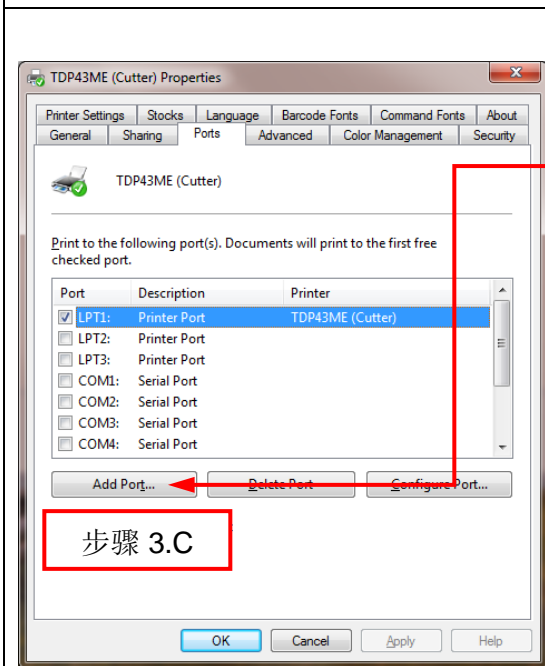 TDP43ME (Cutter) Properties
Printer Settings Stocks Language Barcode Fonts Command Fonts About
General Sharing Ports Advanced Color Management Security
TDP43ME (Cutter)
Print to the following port(s). Documents will print to the first free
checked port.
Port Description Printer
LPT1: Printer Port TDP43ME (Cutter)
LPT2: Printer Port
LPT3: Printer Port
COM1: Serial Port
COM2: Serial Port
COM3: Serial Port
COM4: Serial Port
Add Port... Delete Port Configure Port...
步骤 3.C
OK Cancel Apply Help